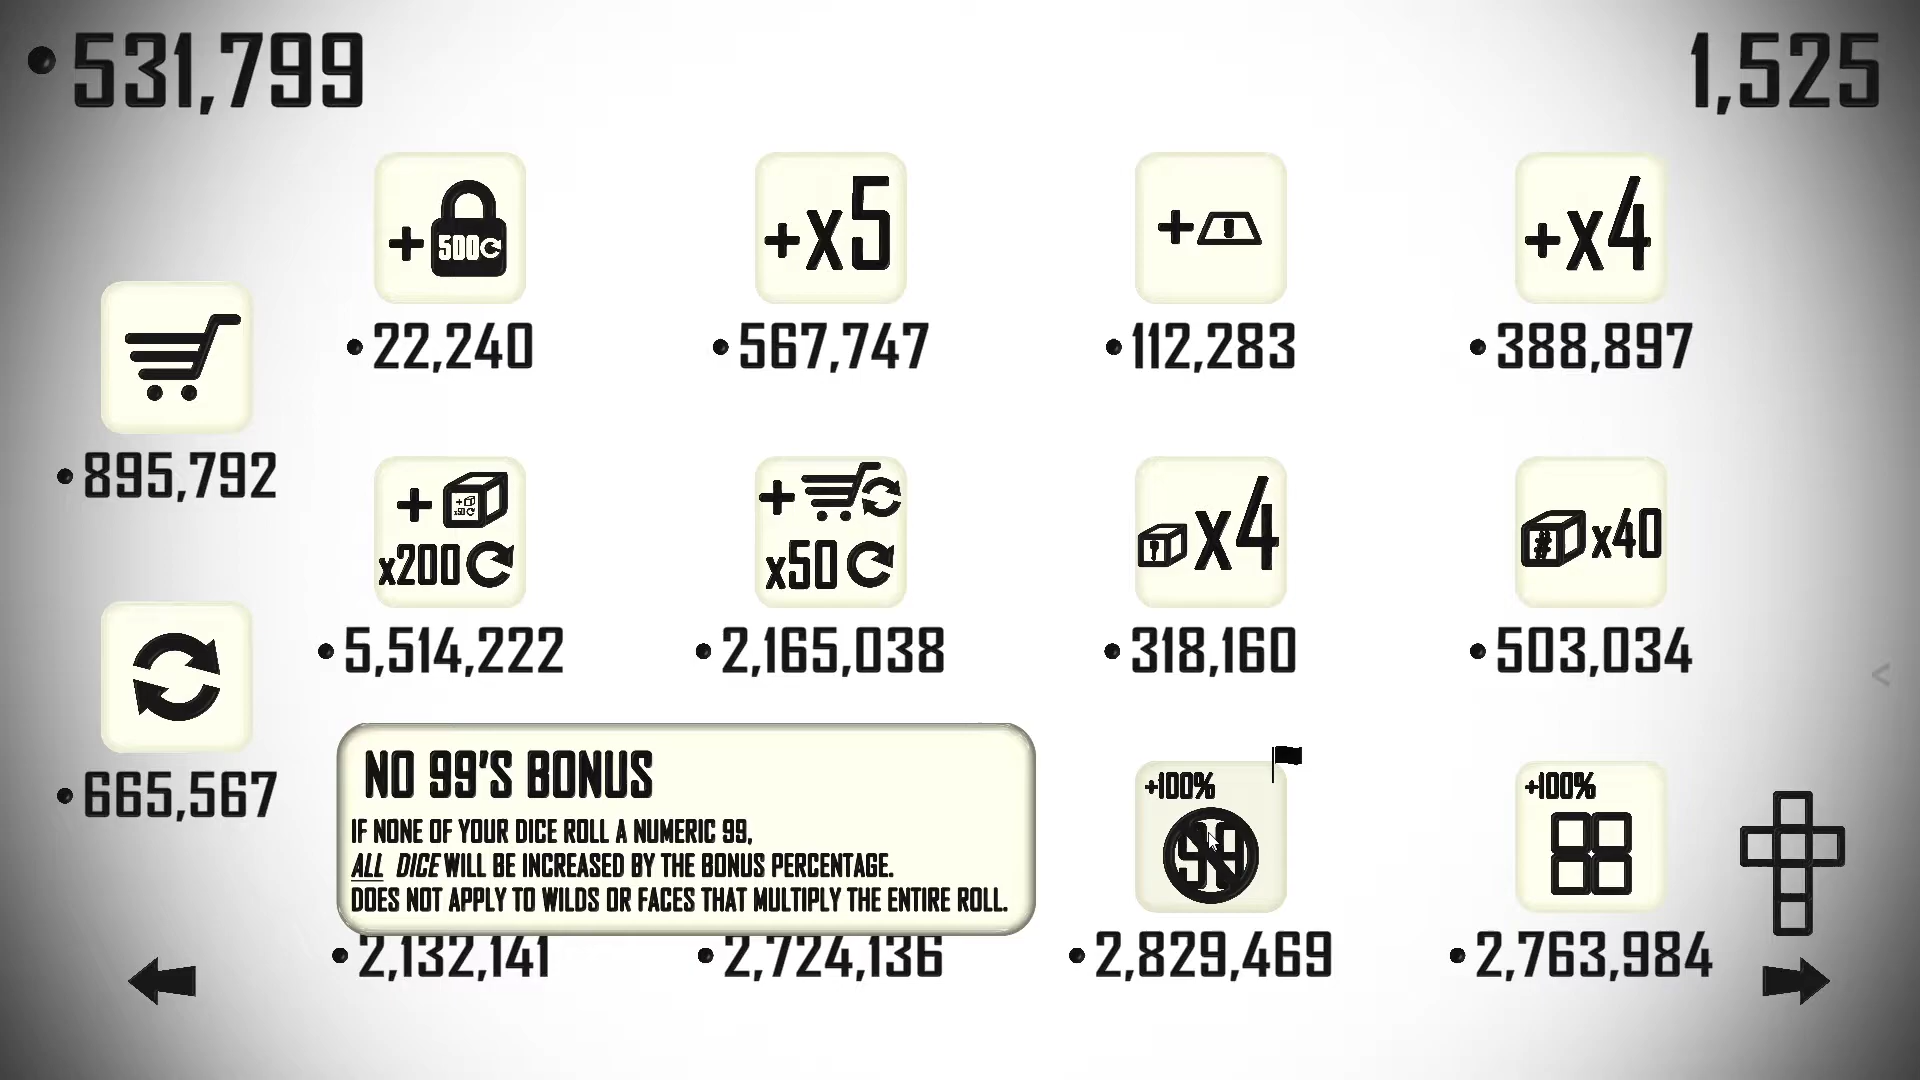 531,799
1,525
+ 500
+x5
+
+x4
22,240
567,747
112,283
388,897
895,792
+ x200
+ x50
x4
# x40
5,514,222
2,165,038
318,160
503,034
665,567
NO 99'S BONUS
IF NONE OF YOUR DICE ROLL A NUMERIC 99,
ALL DICE WILL BE INCREASED BY THE BONUS PERCENTAGE.
DOES NOT APPLY TO WILDS OR FACES THAT MULTIPLY THE ENTIRE ROLL.
+100%
99
+100%
2,132,141
2,724,136
2,829,469
2,763,984
<